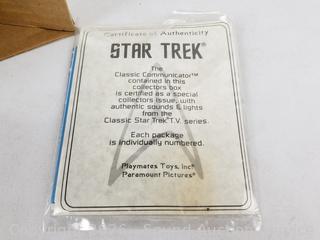 Certificate of Authenticity
STAR TREK®
The
Classic Communicator™
contained in this
collectors box
is certified as a special
collectors issue, with
authentic sounds & lights
from the
Classic Star Trek® T.V. series.
Each package
is individually numbered.
Playmates Toys, Inc®
Paramount Pictures®